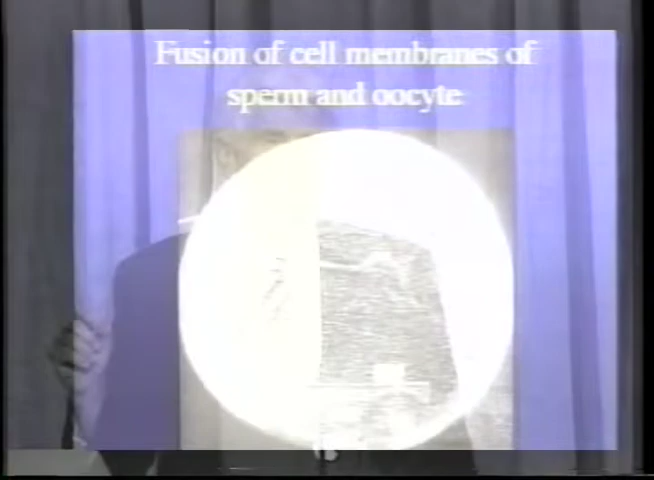 Fusion of cell membranes of
sperm and oocyte